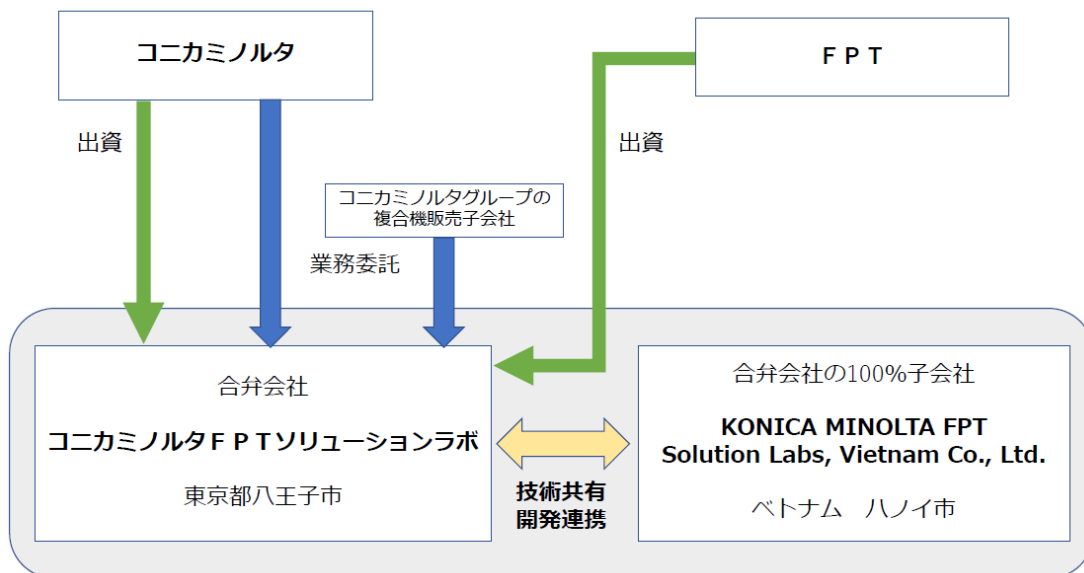 コニカミノルタ
ＦＰＴ
出資
出資
コニカミノルタグループの
複合機販売子会社
業務委託
合弁会社
コニカミノルタＦＰＴソリューションラボ
東京都八王子市
技術共有
開発連携
合弁会社の100%子会社
KONICA MINOLTA FPT
Solution Labs, Vietnam Co., Ltd.
ベトナム　ハノイ市